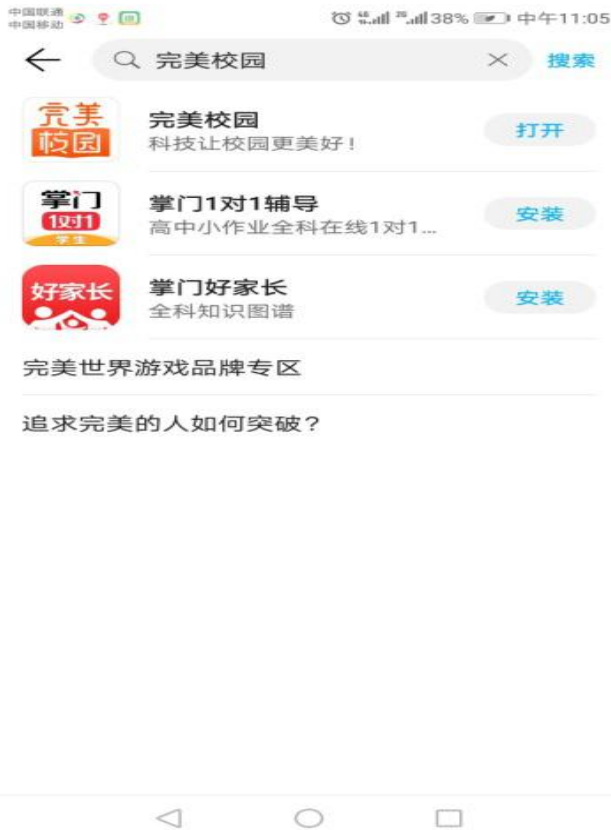 中国联通
中国移动
38% 中午11:05
完美校园
搜索
完美
校园
完美校园
科技让校园更美好!
打开
掌门
1对1
学生
掌门1对1辅导
高中小作业全科在线1对1...
安装
好家长
掌门好家长
全科知识图谱
安装
完美世界游戏品牌专区
追求完美的人如何突破?